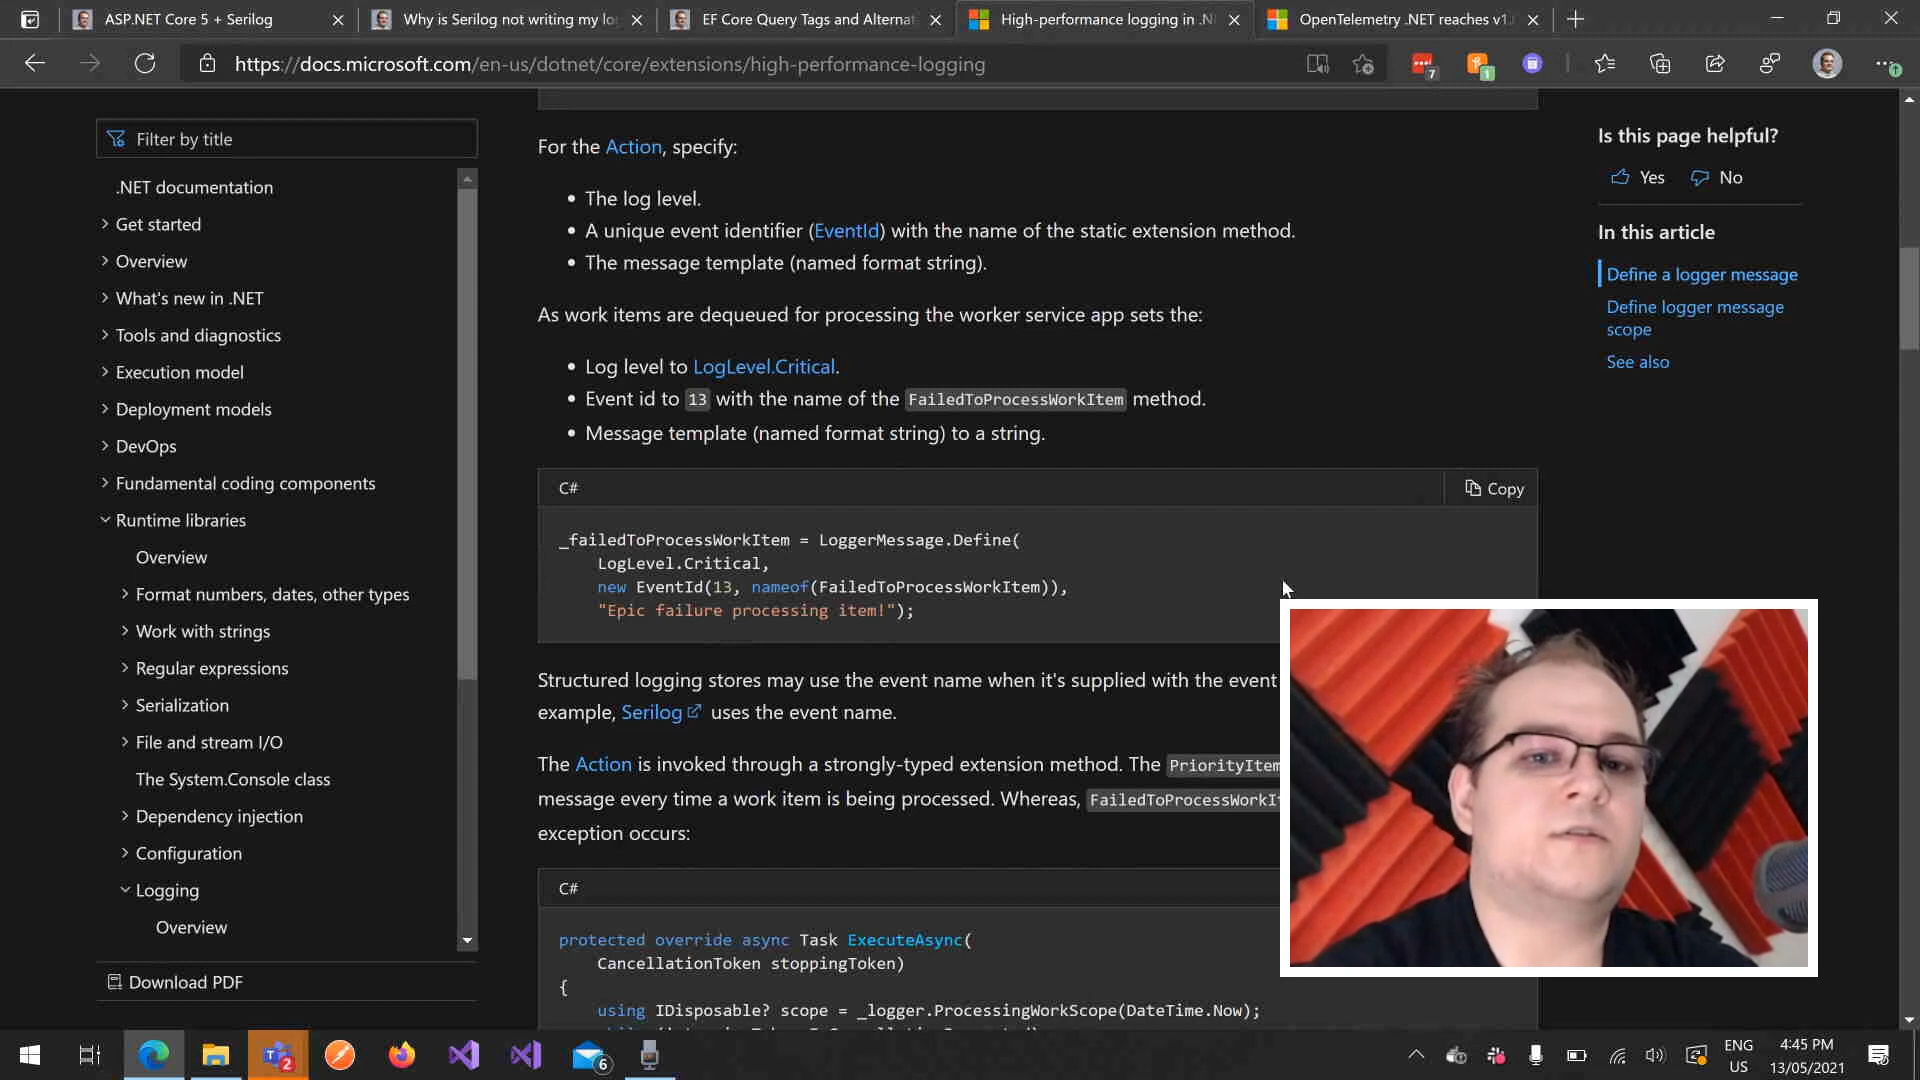 ASP.NET Core 5 + Serilog
Why is Serilog not writing my lo
EF Core Query Tags and Alternat
High-performance logging in .N
OpenTelemetry .NET reaches v1.
https://docs.microsoft.com/en-us/dotnet/core/extensions/high-performance-logging
7
1
Filter by title
.NET documentation
Get started
Overview
What's new in .NET
Tools and diagnostics
Execution model
Deployment models
DevOps
Fundamental coding components
Runtime libraries
Overview
Format numbers, dates, other types
Work with strings
Regular expressions
Serialization
File and stream I/O
The System.Console class
Dependency injection
Configuration
Logging
Overview
Download PDF
For the Action, specify:
• The log level.
• A unique event identifier (EventId) with the name of the static extension method.
• The message template (named format string).
As work items are dequeued for processing the worker service app sets the:
• Log level to LogLevel.Critical.
• Event id to 13 with the name of the FailedToProcessWorkItem method.
• Message template (named format string) to a string.
C#
Copy
_failedToProcessWorkItem = LoggerMessage.Define(
LogLevel.Critical,
new EventId(13, nameof(FailedToProcessWorkItem)),
"Epic failure processing item!");
Structured logging stores may use the event name when it's supplied with the event
example, Serilog uses the event name.
The Action is invoked through a strongly-typed extension method. The PriorityItem
message every time a work item is being processed. Whereas, FailedToProcessWorkIt
exception occurs:
C#
protected override async Task ExecuteAsync(
CancellationToken stoppingToken)
{
using IDisposable? scope = _logger.ProcessingWorkScope(DateTime.Now);
Is this page helpful?
Yes
No
In this article
Define a logger message
Define logger message
scope
See also
2
6
ENG
US
4:45 PM
13/05/2021